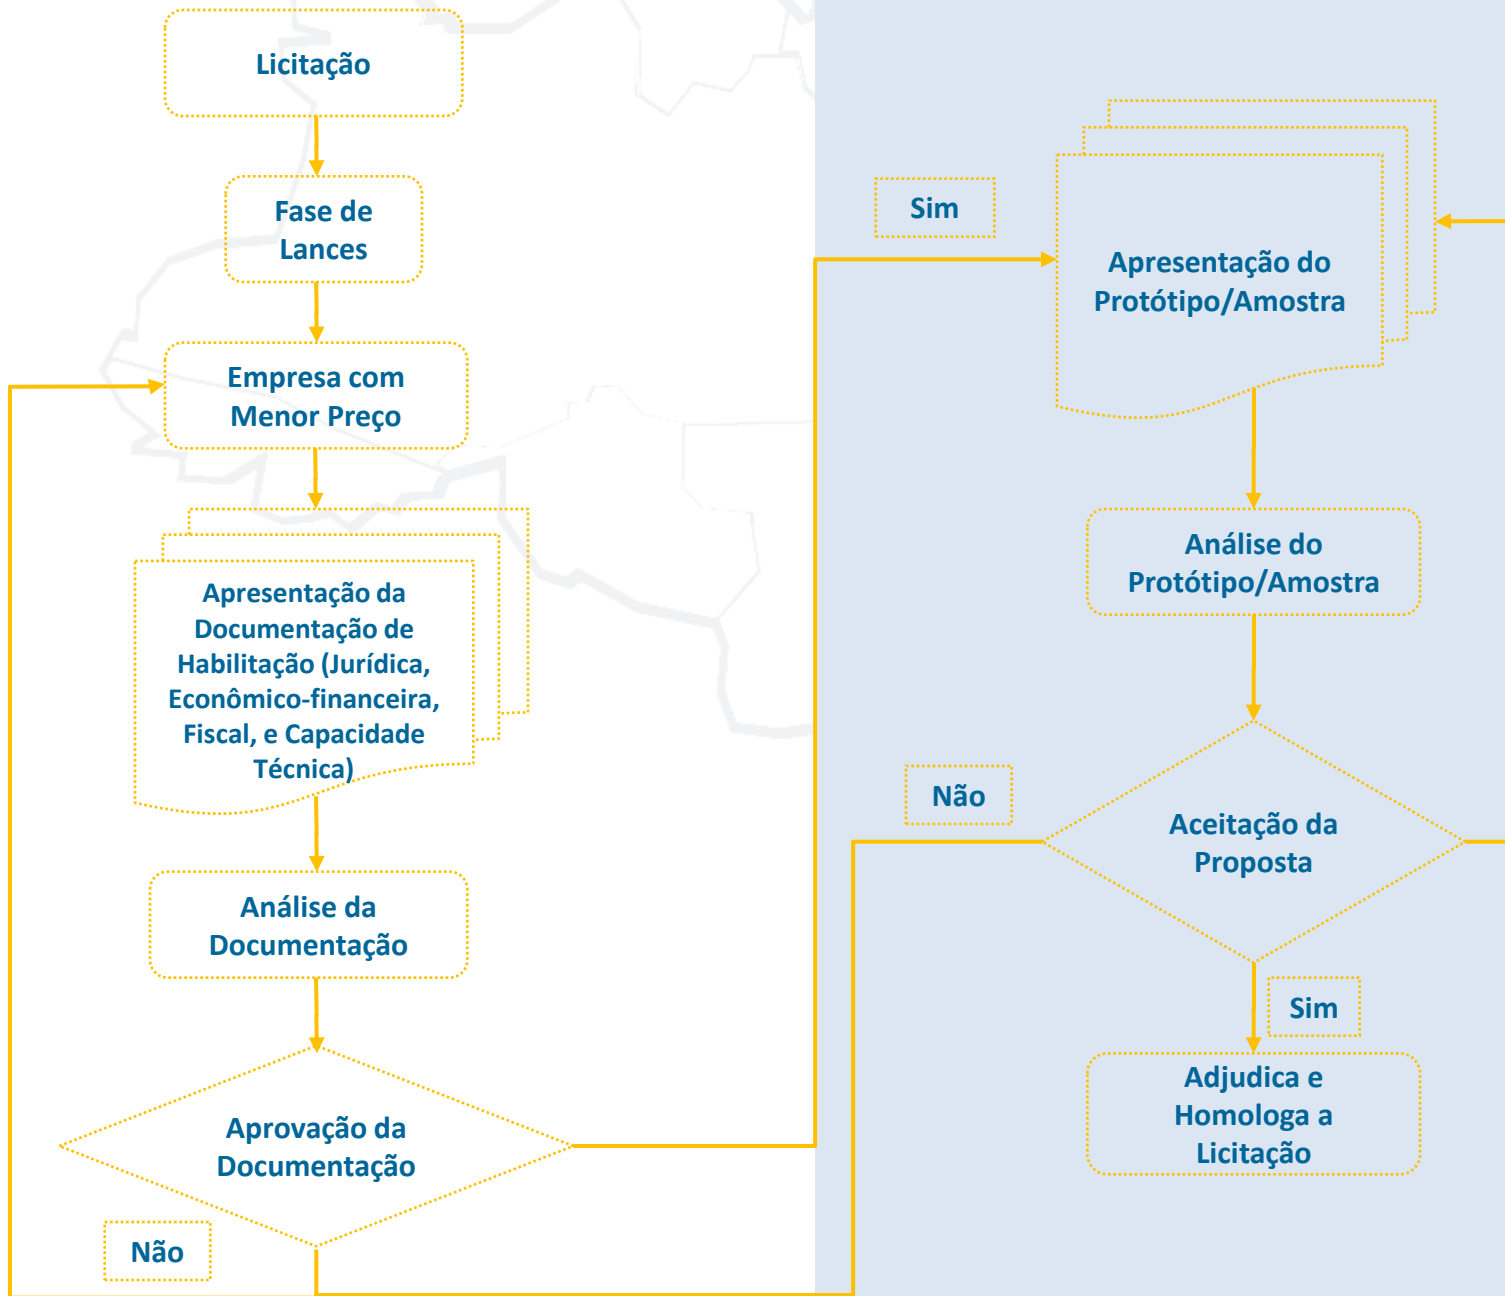 Licitação
Fase de
Lances
Empresa com
Menor Preço
Apresentação da
Documentação de
Habilitação (Jurídica,
Econômico-financeira,
Fiscal, e Capacidade
Técnica)
Análise da
Documentação
Aprovação da
Documentação
Não
Sim
Apresentação do
Protótipo/Amostra
Análise do
Protótipo/Amostra
Não
Aceitação da
Proposta
Sim
Adjudica e
Homologa a
Licitação